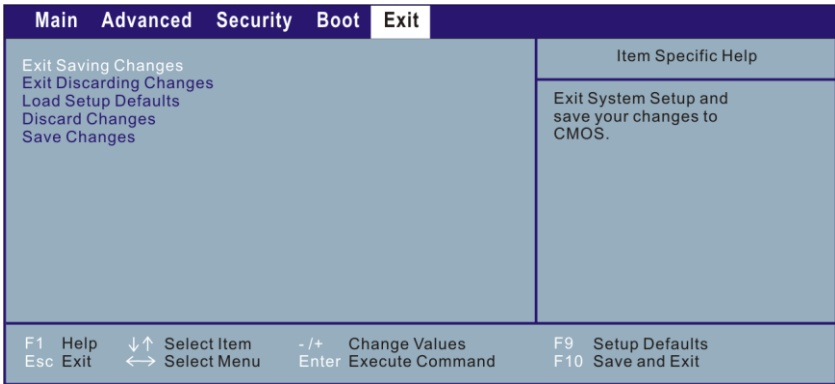 Main Advanced Security Boot Exit
Exit Saving Changes
Exit Discarding Changes
Load Setup Defaults
Discard Changes
Save Changes
Item Specific Help
Exit System Setup and
save your changes to
CMOS.
F1 Help ↓↑ Select Item -/+ Change Values F9 Setup Defaults
Esc Exit ↔ Select Menu Enter Execute Command F10 Save and Exit